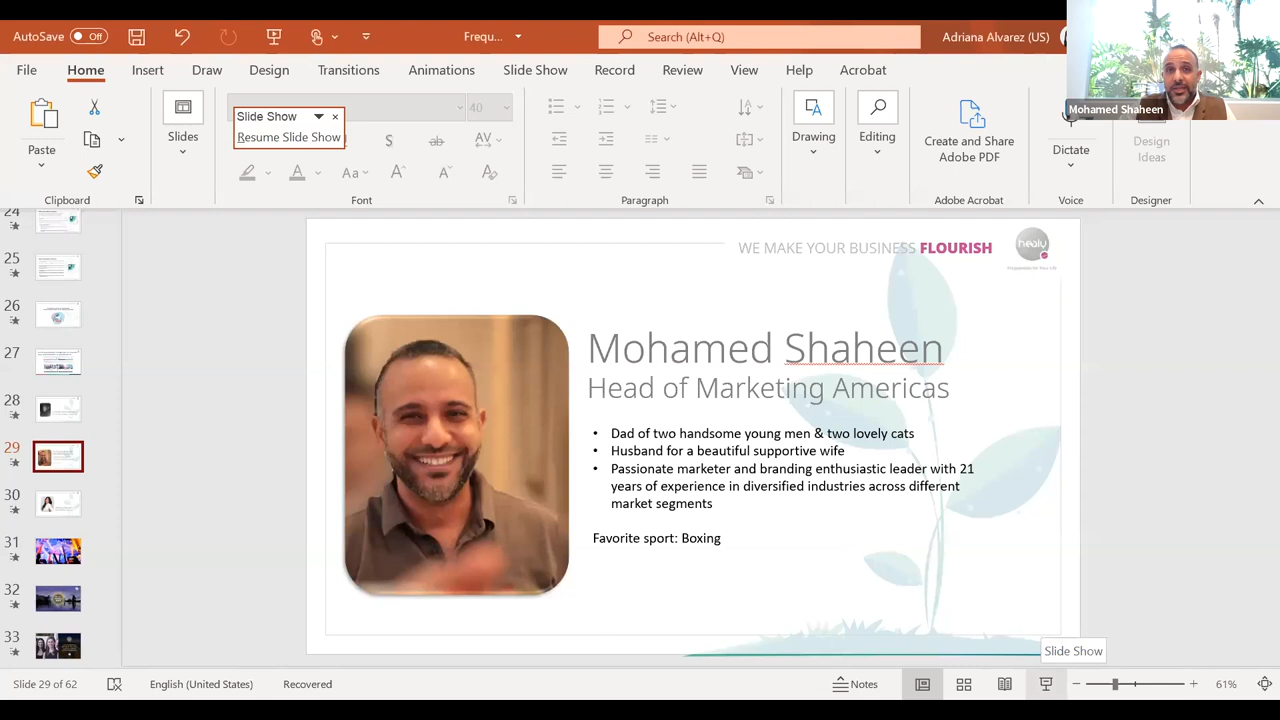 AutoSave Off
Frequ...
Search (Alt+Q)
Adriana Alvarez (US)
Mohamed Shaheen
File Home Insert Draw Design Transitions Animations Slide Show Record Review View Help Acrobat
Paste
Slides
Slide Show
Resume Slide Show
40
Aa
Drawing
Editing
Create and Share
Adobe PDF
Dictate
Design
Ideas
Clipboard
Font
Paragraph
Adobe Acrobat
Voice
Designer
24
25
26
27
28
29
30
31
32
33
WE MAKE YOUR BUSINESS FLOURISH
healy
Mohamed Shaheen
Head of Marketing Americas
• Dad of two handsome young men & two lovely cats
• Husband for a beautiful supportive wife
• Passionate marketer and branding enthusiastic leader with 21
years of experience in diversified industries across different
market segments
Favorite sport: Boxing
Slide Show
Slide 29 of 62
English (United States)
Recovered
Notes
61%